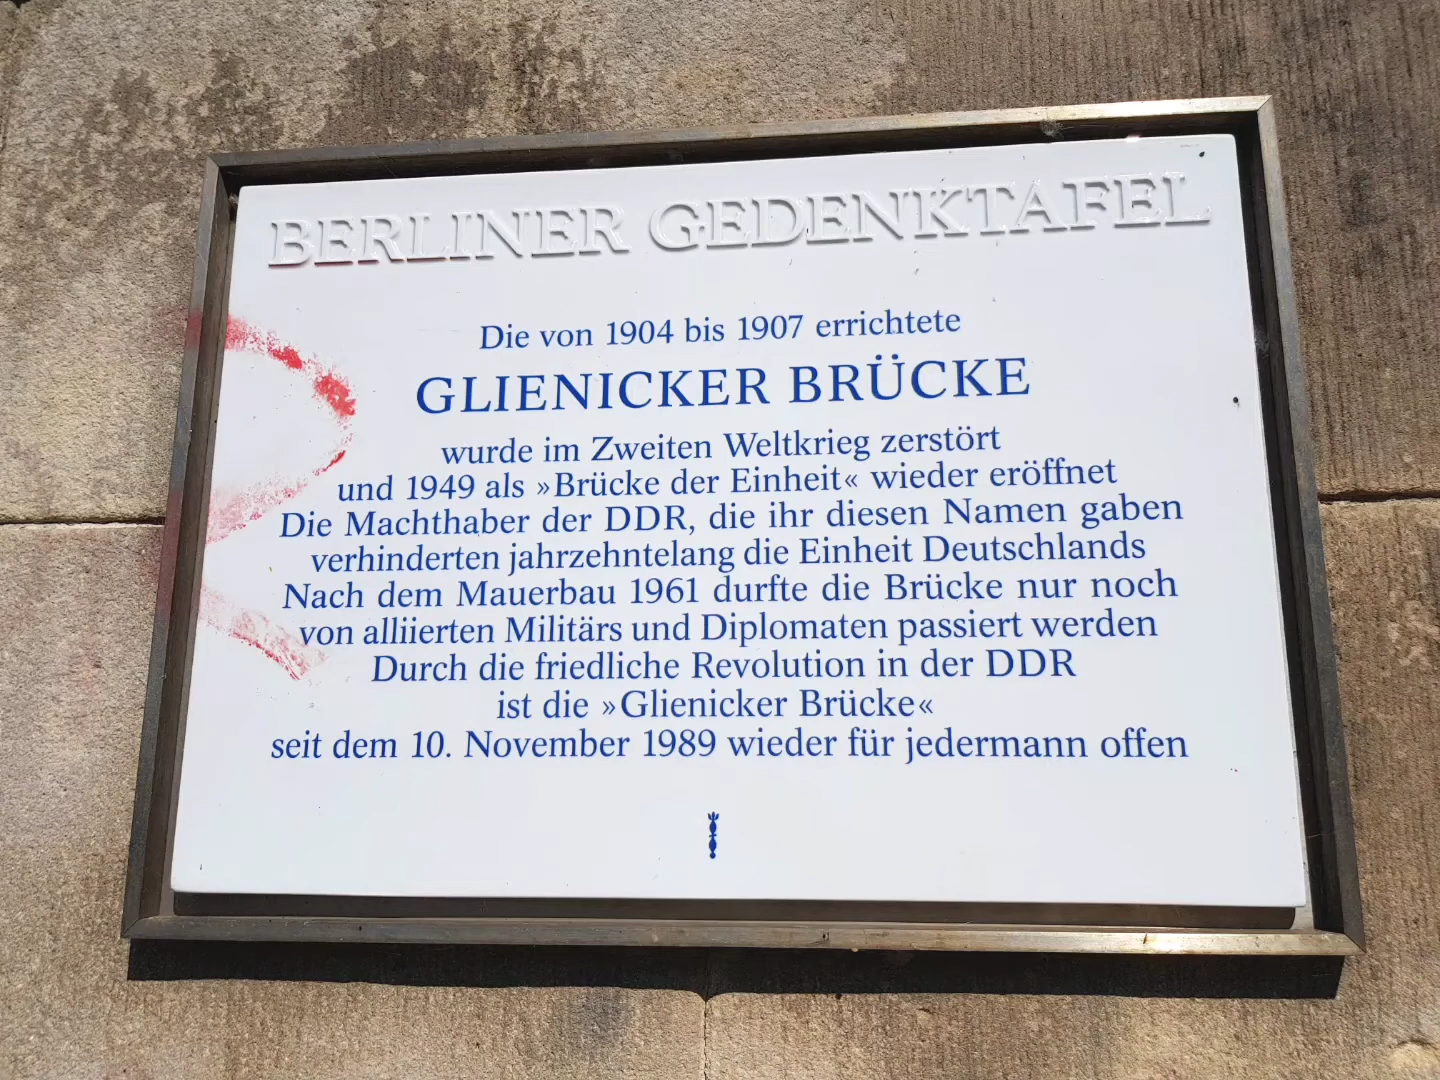 BERLINER GEDENKTAFEL
Die von 1904 bis 1907 errichtete
GLIENICKER BRÜCKE
wurde im Zweiten Weltkrieg zerstört
und 1949 als »Brücke der Einheit« wieder eröffnet
Die Machthaber der DDR, die ihr diesen Namen gaben
verhinderten jahrzehntelang die Einheit Deutschlands
Nach dem Mauerbau 1961 durfte die Brücke nur noch
von alliierten Militärs und Diplomaten passiert werden
Durch die friedliche Revolution in der DDR
ist die »Glienicker Brücke«
seit dem 10. November 1989 wieder für jedermann offen